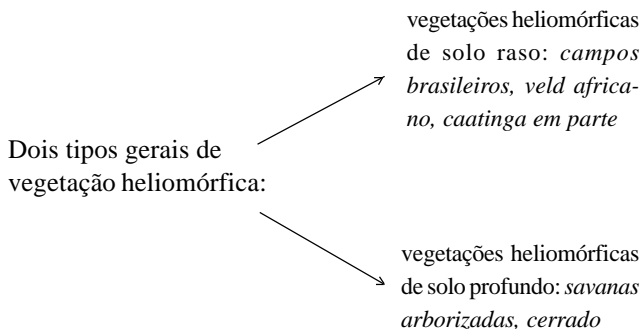 vegetações heliomórficas
de solo raso: campos
brasileiros, veld africa-
no, caatinga em parte
Dois tipos gerais de
vegetação heliomórfica:
vegetações heliomórficas
de solo profundo: savanas
arborizadas, cerrado